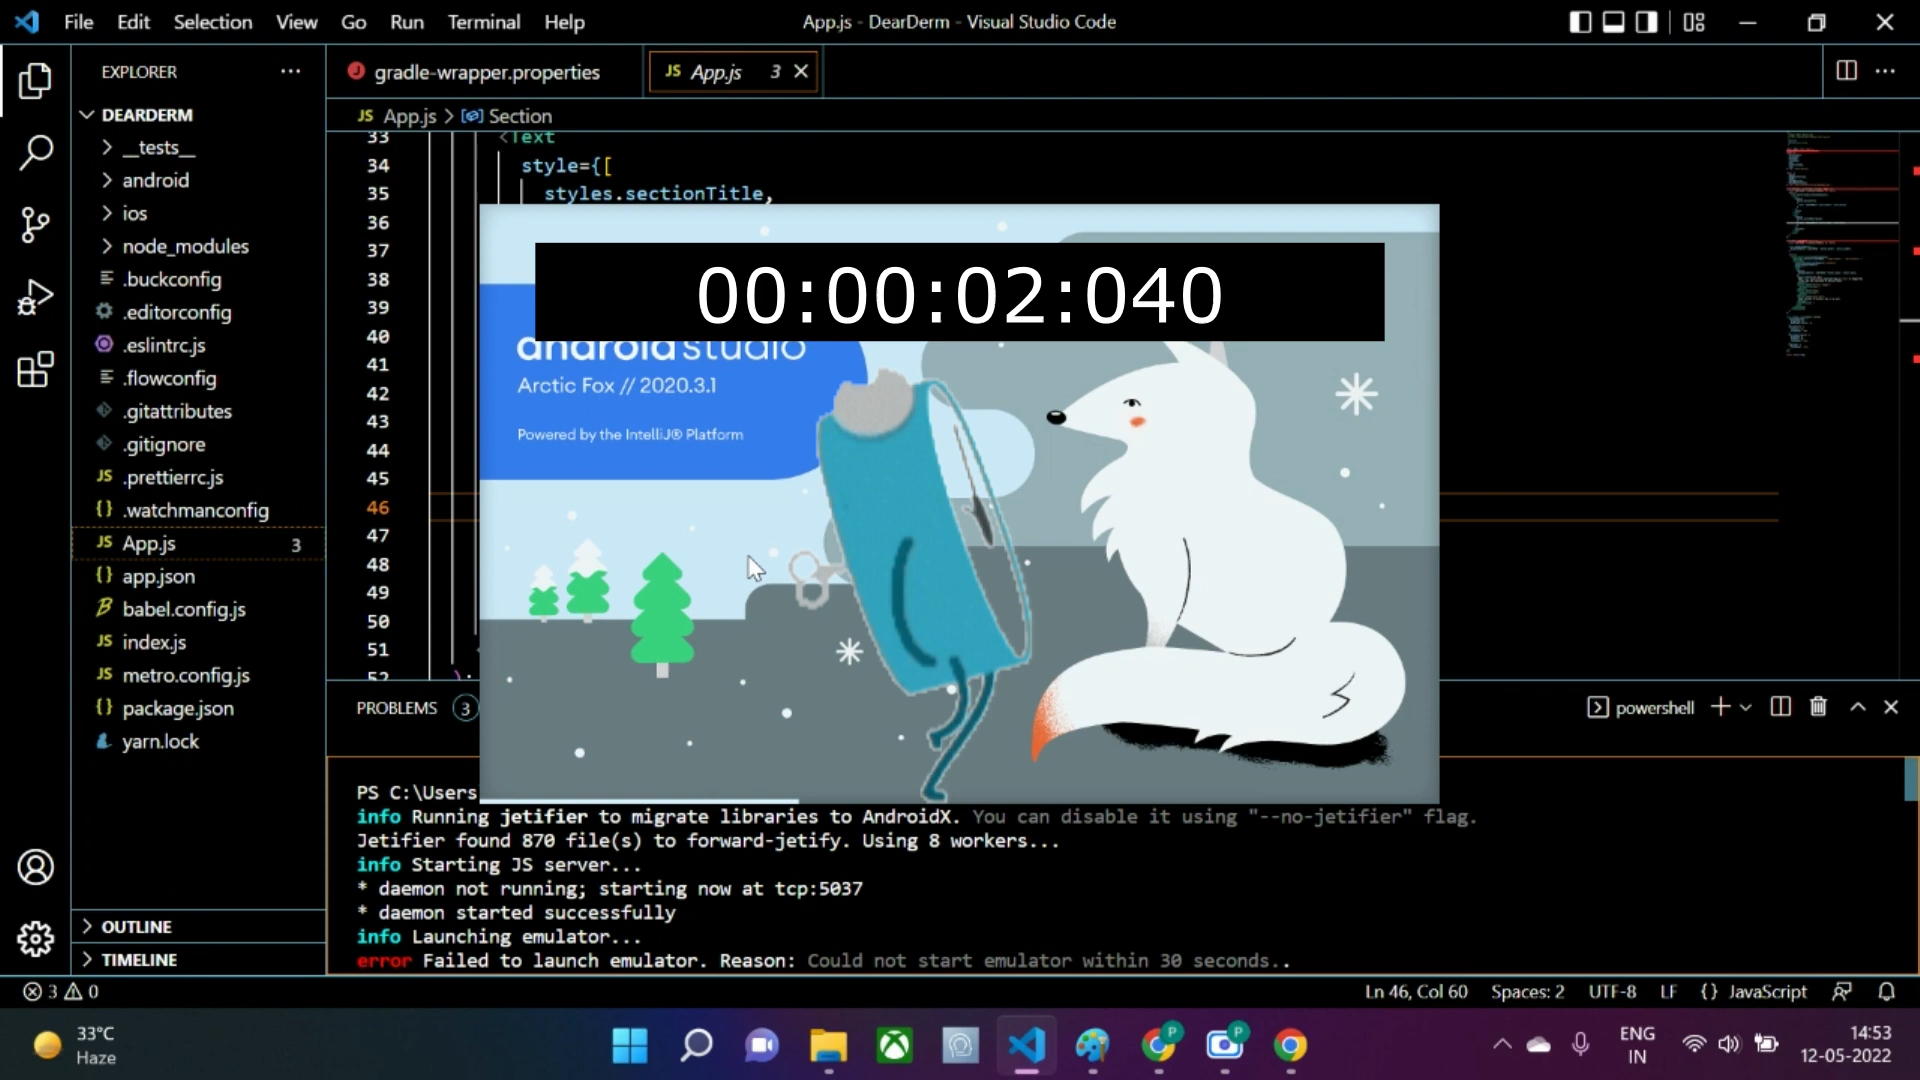 File Edit Selection View Go Run Terminal Help
App.js - DearDerm - Visual Studio Code
EXPLORER
gradle-wrapper.properties
JS App.js 3
DEARDERM
JS App.js > Section
__tests__
android
ios
node_modules
.buckconfig
.editorconfig
.eslintrc.js
.flowconfig
.gitattributes
.gitignore
JS .prettierrc.js
{} .watchmanconfig
JS App.js 3
{} app.json
babel.config.js
JS index.js
JS metro.config.js
{} package.json
yarn.lock
OUTLINE
TIMELINE
33 <Text
34 style={[
35 styles.sectionTitle,
36
37
38
39
40
41
42
43
44
45
46
47
48
49
50
51
52 );
00:00:02:040
android studio
Arctic Fox // 2020.3.1
Powered by the IntelliJ® Platform
PROBLEMS 3
powershell
PS C:\Users
info Running jetifier to migrate libraries to AndroidX. You can disable it using "--no-jetifier" flag.
Jetifier found 870 file(s) to forward-jetify. Using 8 workers...
info Starting JS server...
* daemon not running; starting now at tcp:5037
* daemon started successfully
info Launching emulator...
error Failed to launch emulator. Reason: Could not start emulator within 30 seconds..
3 0
Ln 46, Col 60 Spaces: 2 UTF-8 LF {} JavaScript
33°C
Haze
P
P
ENG
IN
14:53
12-05-2022